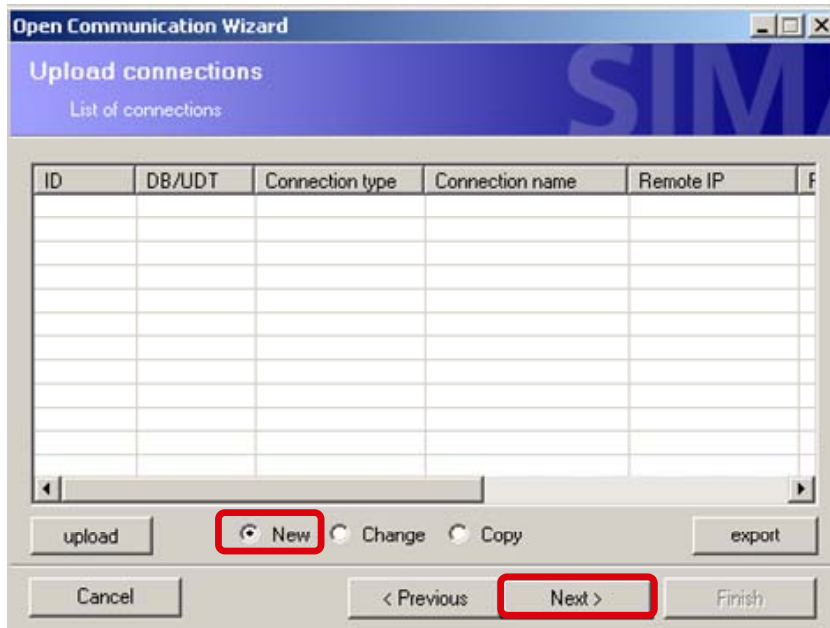 Open Communication Wizard
Upload connections
SIMA
List of connections
ID DB/UDT Connection type Connection name Remote IP
upload New Change Copy export
Cancel < Previous Next > Finish